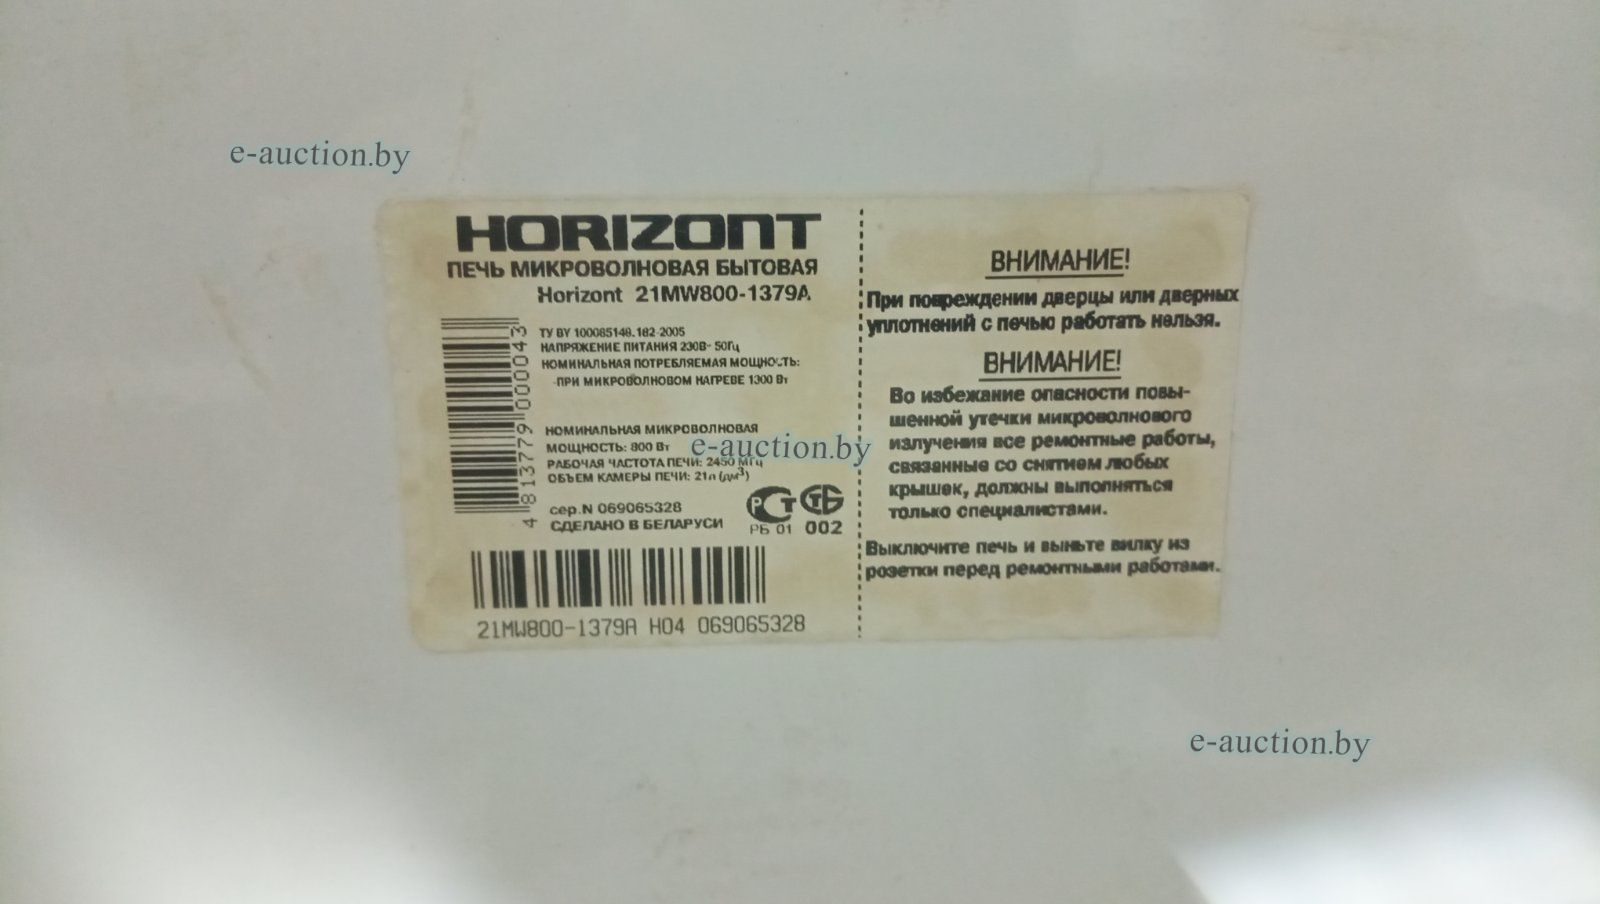 e-auction.by
HORIZONT
ПЕЧЬ МИКРОВОЛНОВАЯ БЫТОВАЯ
Horizont 21MW800-1379A
ТУ BY 100085149.182-2005
НАПРЯЖЕНИЕ ПИТАНИЯ 230В~ 50Гц
НОМИНАЛЬНАЯ ПОТРЕБЛЯЕМАЯ МОЩНОСТЬ:
ПРИ МИКРОВОЛНОВОМ НАГРЕВЕ 1300 Вт
НОМИНАЛЬНАЯ МИКРОВОЛНОВАЯ
МОЩНОСТЬ: 800 Вт
РАБОЧАЯ ЧАСТОТА ПЕЧИ: 2450 МГц
ОБЪЕМ КАМЕРЫ ПЕЧИ: 21л (дм³)
сер.N 069065328
СДЕЛАНО В БЕЛАРУСИ
РСТ СТБ
РБ 01 002
4 813779 000043
21MW800-1379A H04 069065328
ВНИМАНИЕ!
При повреждении дверцы или дверных
уплотнений с печью работать нельзя.
ВНИМАНИЕ!
Во избежание опасности повы-
шенной утечки микроволнового
излучения все ремонтные работы,
связанные со снятием любых
крышек, должны выполняться
только специалистами.
Выключите печь и выньте вилку из
розетки перед ремонтными работами.
e-auction.by
e-auction.by